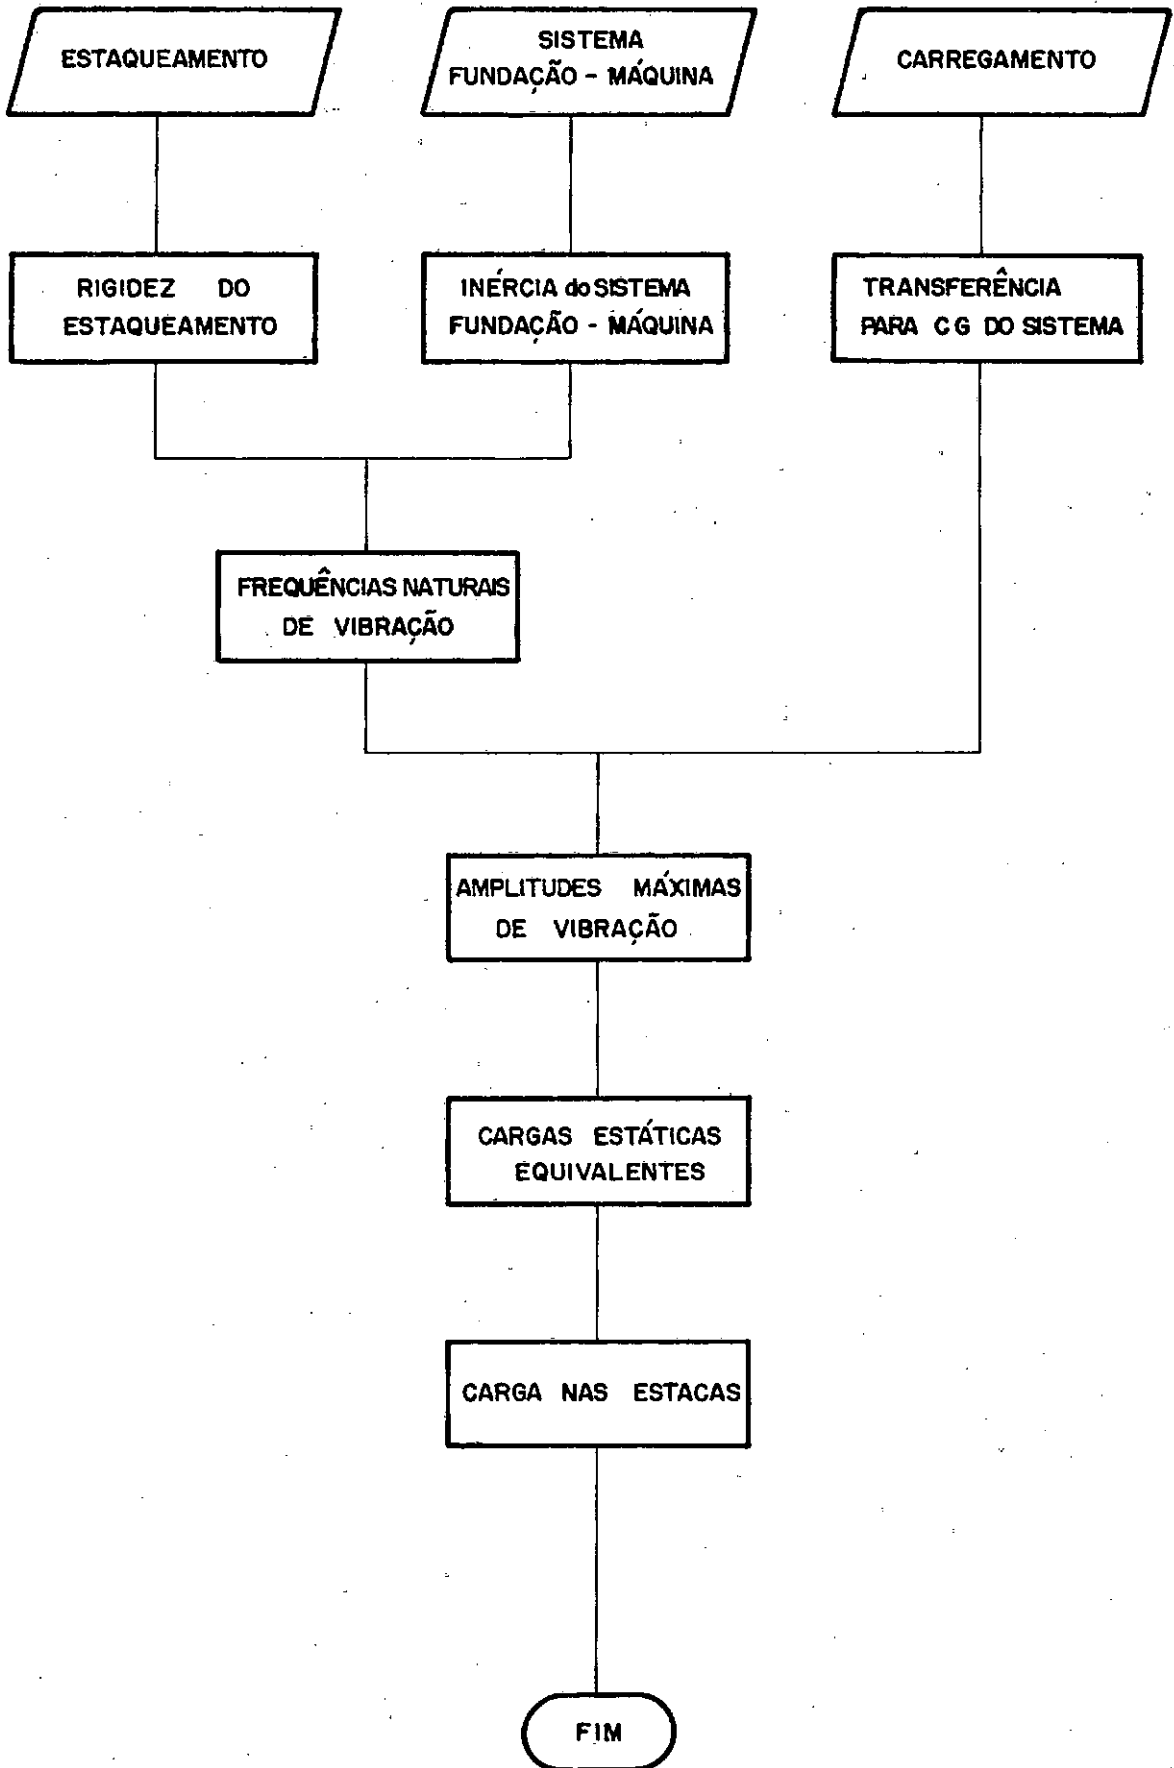 ESTAQUEAMENTO
SISTEMA
FUNDAÇÃO - MÁQUINA
CARREGAMENTO
RIGIDEZ DO
ESTAQUEAMENTO
INÉRCIA do SISTEMA
FUNDAÇÃO - MÁQUINA
TRANSFERÊNCIA
PARA CG DO SISTEMA
FREQUÊNCIAS NATURAIS
DE VIBRAÇÃO
AMPLITUDES MÁXIMAS
DE VIBRAÇÃO
CARGAS ESTÁTICAS
EQUIVALENTES
CARGA NAS ESTACAS
FIM